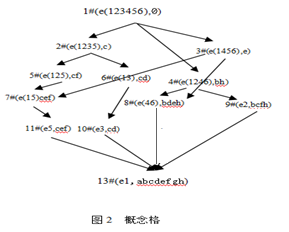 1#(e(123456),0)
2#(e(1235),c)
3#(e(1456),e)
5#(e(125),cf)
6#(e(13),cd)
4#(e(1246),bh)
7#(e(15)cef)
8#(e(46),bdeh)
9#(e2,bcfh)
11#(e5,cef)
10#(e3,cd)
13#(e1, abcdefgh)
图 2 概念格